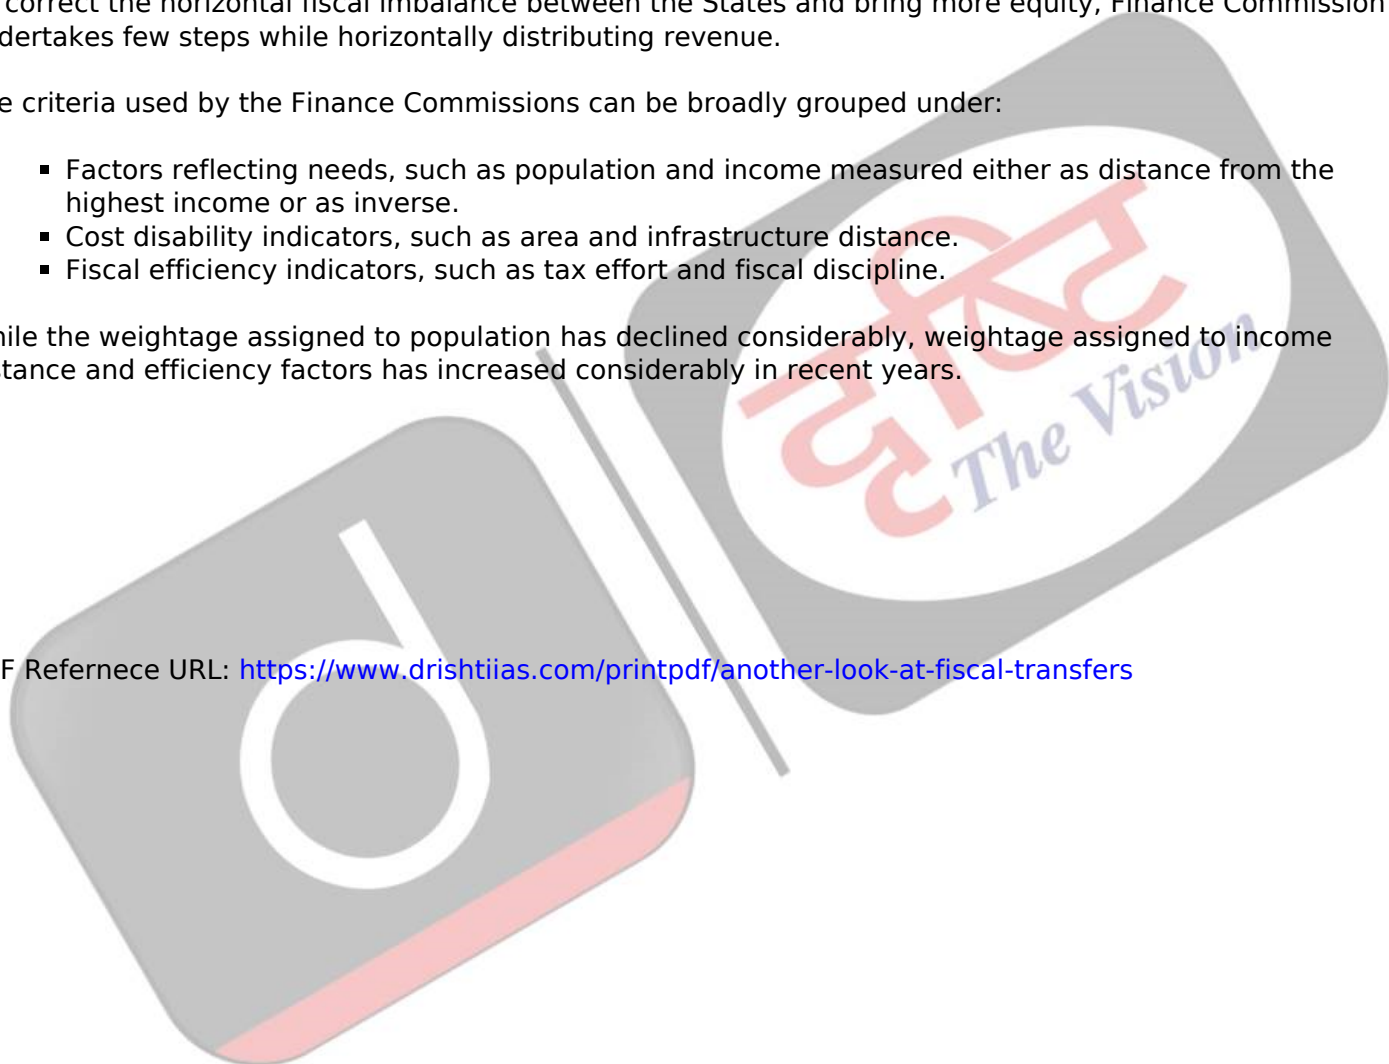 correct the horizontal fiscal imbalance between the States and bring more equity, Finance Commission
dertakes few steps while horizontally distributing revenue.
e criteria used by the Finance Commissions can be broadly grouped under:
▪ Factors reflecting needs, such as population and income measured either as distance from the
highest income or as inverse.
▪ Cost disability indicators, such as area and infrastructure distance.
▪ Fiscal efficiency indicators, such as tax effort and fiscal discipline.
ile the weightage assigned to population has declined considerably, weightage assigned to income
stance and efficiency factors has increased considerably in recent years.
दृष्टि
The Vision
d
F Refernece URL: https://www.drishtiias.com/printpdf/another-look-at-fiscal-transfers